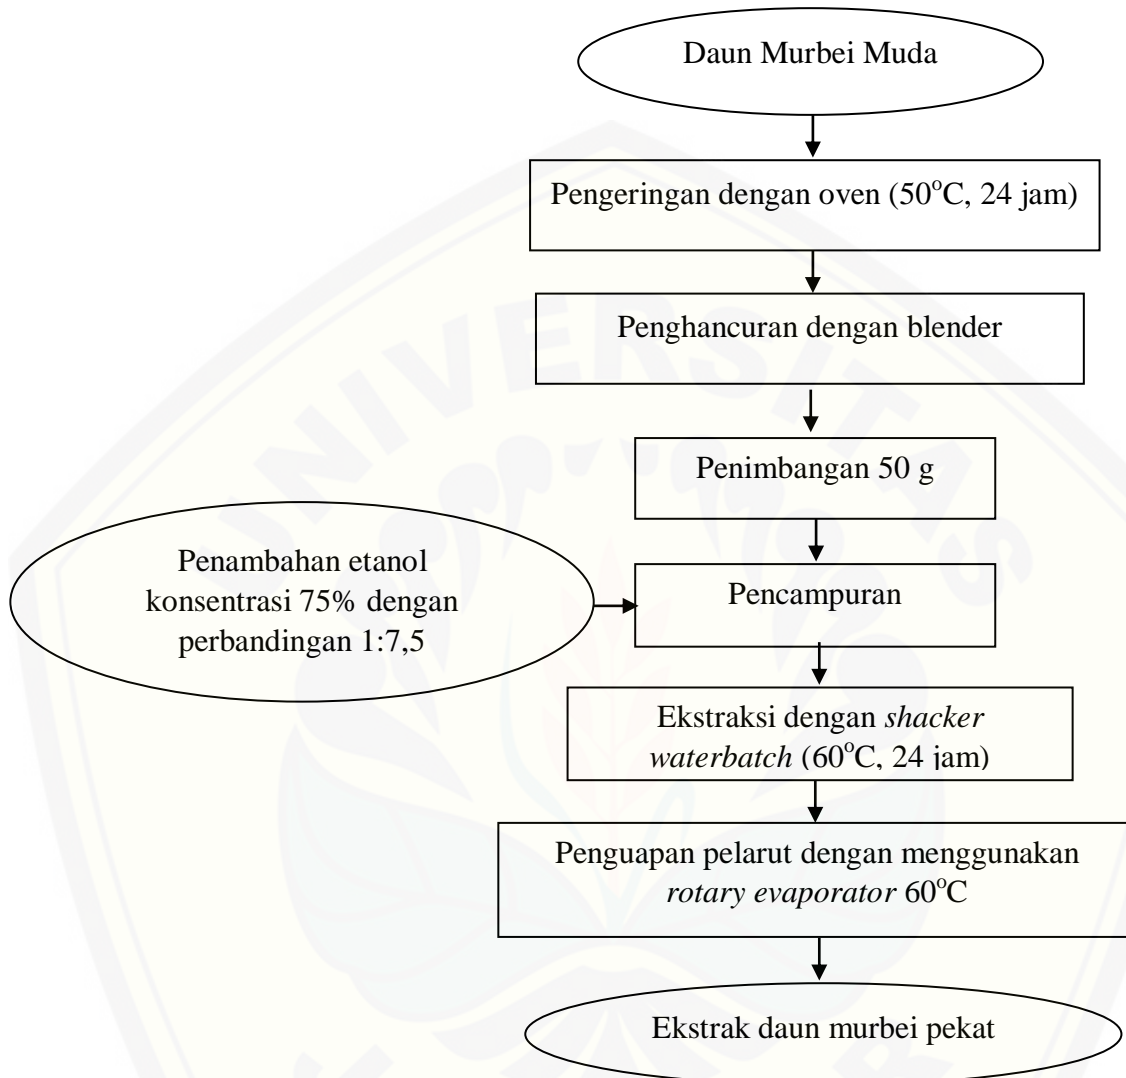 Daun Murbei Muda
Pengeringan dengan oven (50°C, 24 jam)
Penghancuran dengan blender
Penimbangan 50 g
Penambahan etanol
konsentrasi 75% dengan
perbandingan 1:7,5
Pencampuran
Ekstraksi dengan shacker
waterbatch (60°C, 24 jam)
Penguapan pelarut dengan menggunakan
rotary evaporator 60°C
Ekstrak daun murbei pekat
UNIVERSITAS